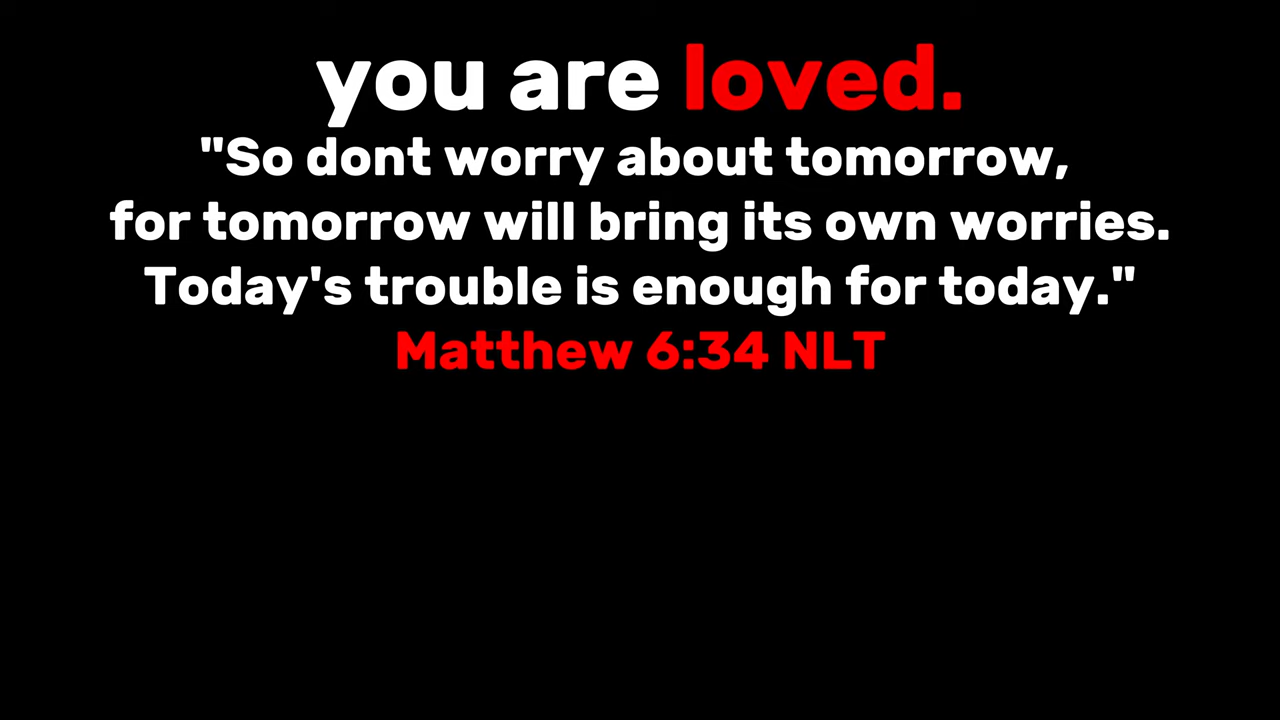 you are loved.
"So dont worry about tomorrow,
for tomorrow will bring its own worries.
Today's trouble is enough for today."
Matthew 6:34 NLT